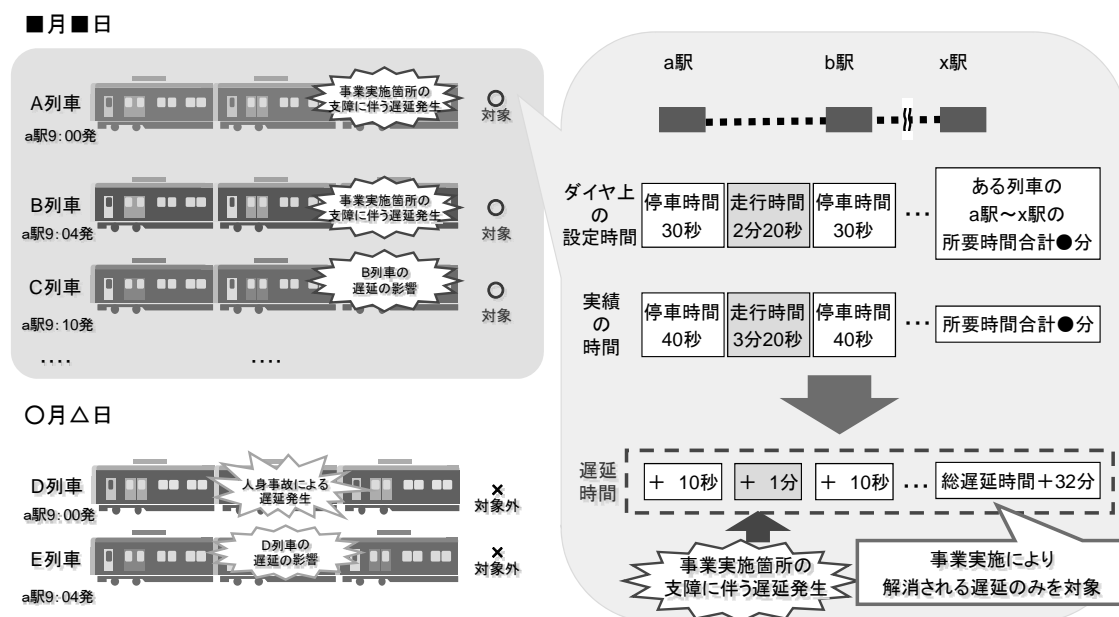 ■月■日
A列車
a駅9：00発
事業実施箇所の
支障に伴う遅延発生
○
対象
B列車
a駅9：04発
事業実施箇所の
支障に伴う遅延発生
○
対象
C列車
a駅9：10発
B列車の
遅延の影響
○
対象
‥‥
‥‥
○月△日
D列車
a駅9：00発
人身事故による
遅延発生
×
対象外
E列車
a駅9：04発
D列車の
遅延の影響
×
対象外
a駅 b駅 x駅
ダイヤ上
の
設定時間
停車時間
30秒
走行時間
2分20秒
停車時間
30秒
…
ある列車の
a駅～x駅の
所要時間合計●分
実績
の
時間
停車時間
40秒
走行時間
3分20秒
停車時間
40秒
…
所要時間合計●分
遅延
時間
＋ 10秒
＋ 1分
＋ 10秒
…
総遅延時間＋32分
事業実施箇所の
支障に伴う遅延発生
事業実施により
解消される遅延のみを対象